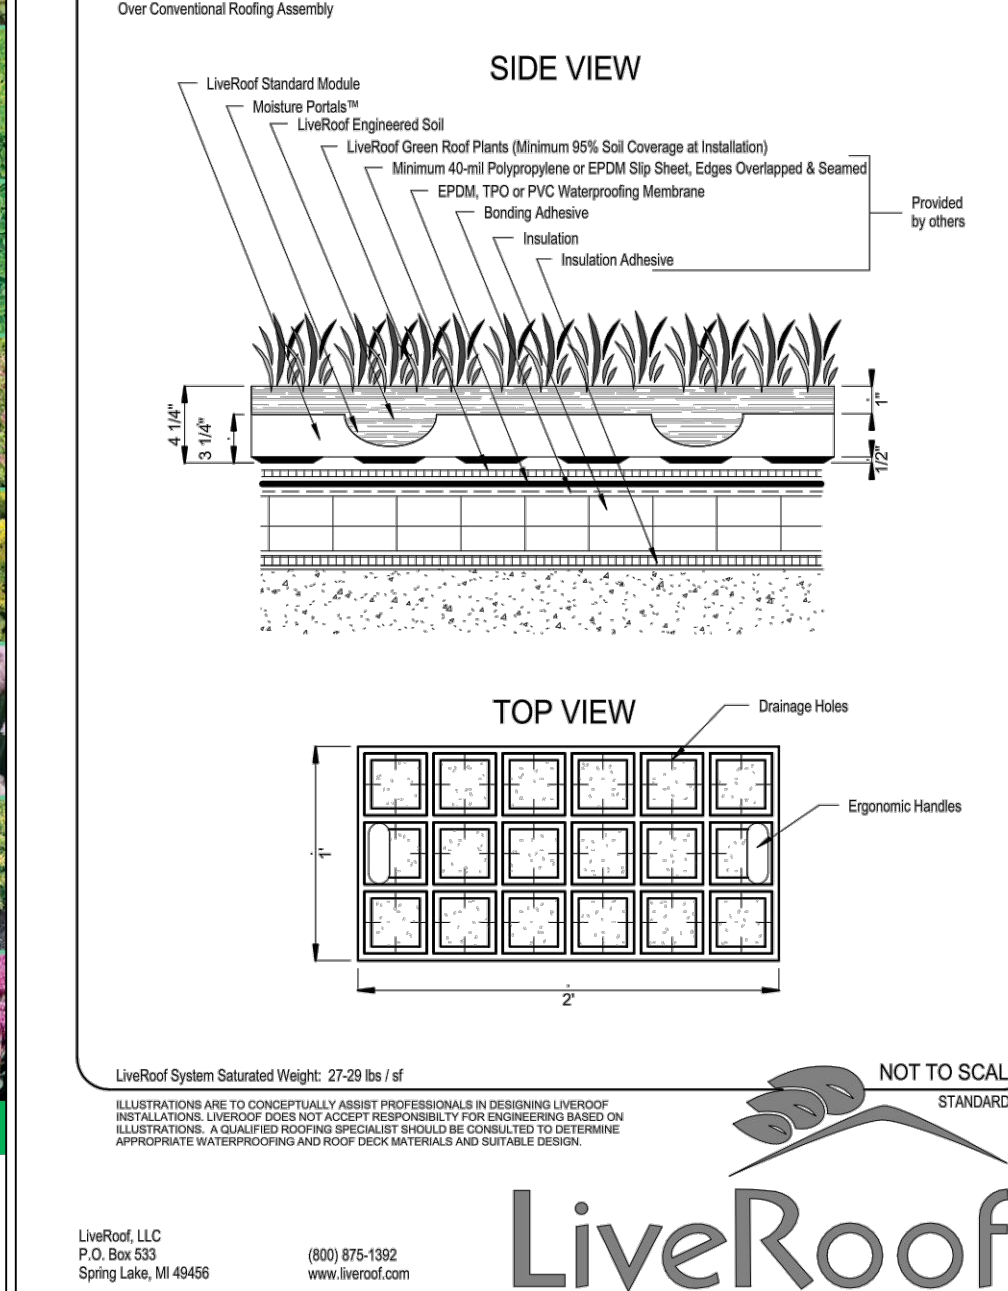 Over Conventional Roofing Assembly
SIDE VIEW
LiveRoof Standard Module
Moisture Portals™
LiveRoof Engineered Soil
LiveRoof Green Roof Plants (Minimum 95% Soil Coverage at Installation)
Minimum 40-mil Polypropylene or EPDM Slip Sheet, Edges Overlapped & Seamed
EPDM, TPO or PVC Waterproofing Membrane
Bonding Adhesive
Insulation
Insulation Adhesive
Provided
by others
4 1/4"
3 1/4"
1"
1/2"
TOP VIEW
Drainage Holes
Ergonomic Handles
1'
2'
LiveRoof System Saturated Weight: 27-29 lbs / sf
NOT TO SCAL
STANDARD
ILLUSTRATIONS ARE TO CONCEPTUALLY ASSIST PROFESSIONALS IN DESIGNING LIVEROOF
INSTALLATIONS. LIVEROOF DOES NOT ACCEPT RESPONSIBILTY FOR ENGINEERING BASED ON
ILLUSTRATIONS. A QUALIFIED ROOFING SPECIALIST SHOULD BE CONSULTED TO DETERMINE
APPROPRIATE WATERPROOFING AND ROOF DECK MATERIALS AND SUITABLE DESIGN.
LiveRoof
LiveRoof, LLC
P.O. Box 533
Spring Lake, MI 49456
(800) 875-1392
www.liveroof.com